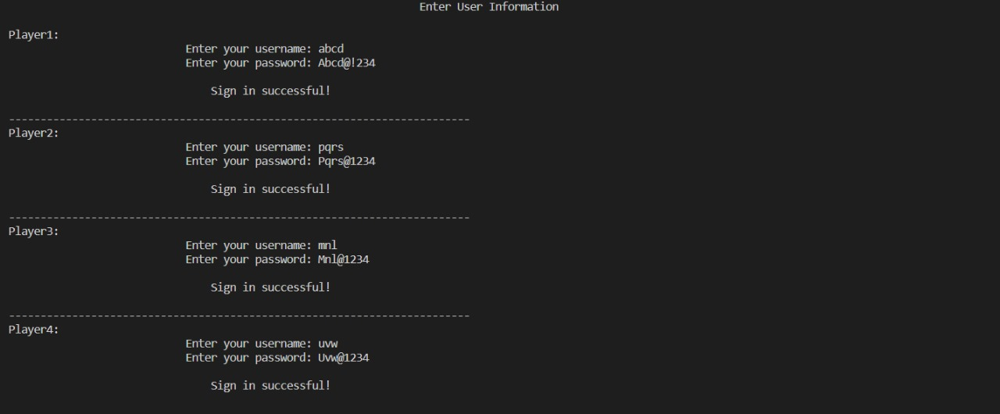 Enter User Information
Player1:
Enter your username: abcd
Enter your password: Abcd@!234
Sign in successful!
------------------------------------------------------------------------
Player2:
Enter your username: pqrs
Enter your password: Pqrs@1234
Sign in successful!
------------------------------------------------------------------------
Player3:
Enter your username: mnl
Enter your password: Mnl@1234
Sign in successful!
------------------------------------------------------------------------
Player4:
Enter your username: uvw
Enter your password: Uvw@1234
Sign in successful!